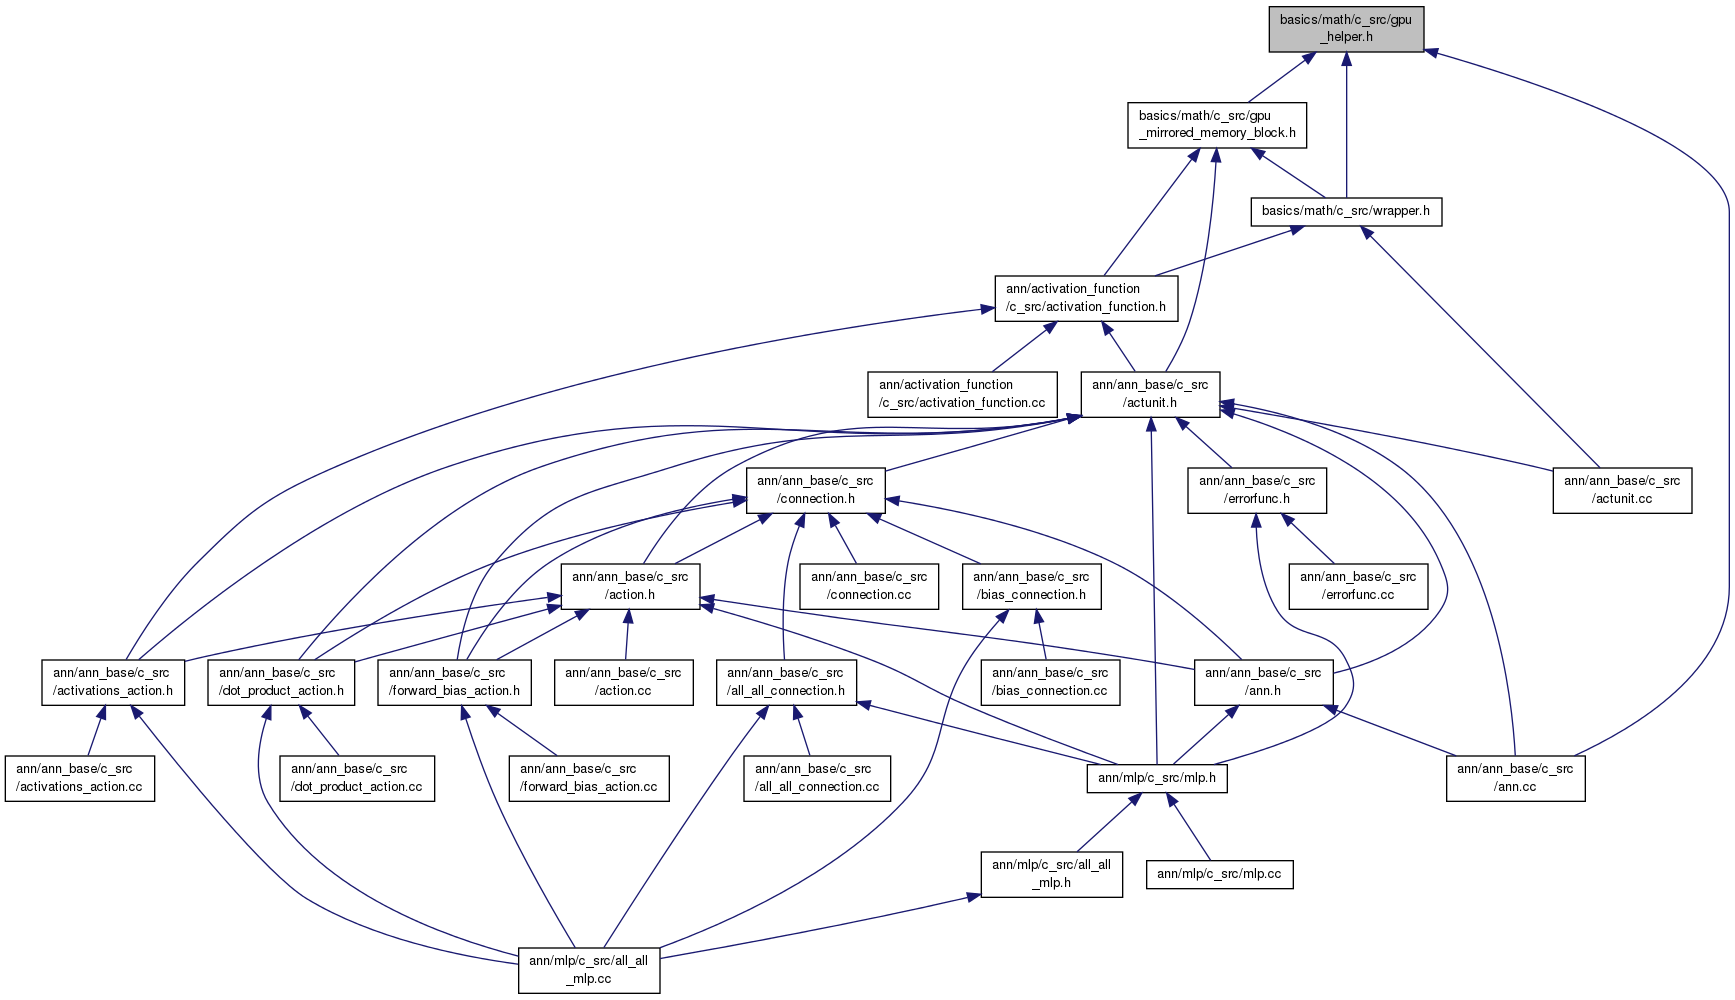 basics/math/c_src/gpu
_helper.h
basics/math/c_src/gpu
_mirrored_memory_block.h
basics/math/c_src/wrapper.h
ann/activation_function
/c_src/activation_function.h
ann/activation_function
/c_src/activation_function.cc
ann/ann_base/c_src
/actunit.h
ann/ann_base/c_src
/connection.h
ann/ann_base/c_src
/errorfunc.h
ann/ann_base/c_src
/actunit.cc
ann/ann_base/c_src
/action.h
ann/ann_base/c_src
/connection.cc
ann/ann_base/c_src
/bias_connection.h
ann/ann_base/c_src
/errorfunc.cc
ann/ann_base/c_src
/activations_action.h
ann/ann_base/c_src
/dot_product_action.h
ann/ann_base/c_src
/forward_bias_action.h
ann/ann_base/c_src
/action.cc
ann/ann_base/c_src
/all_all_connection.h
ann/ann_base/c_src
/bias_connection.cc
ann/ann_base/c_src
/ann.h
ann/ann_base/c_src
/activations_action.cc
ann/ann_base/c_src
/dot_product_action.cc
ann/ann_base/c_src
/forward_bias_action.cc
ann/ann_base/c_src
/all_all_connection.cc
ann/mlp/c_src/mlp.h
ann/ann_base/c_src
/ann.cc
ann/mlp/c_src/all_all
_mlp.h
ann/mlp/c_src/mlp.cc
ann/mlp/c_src/all_all
_mlp.cc